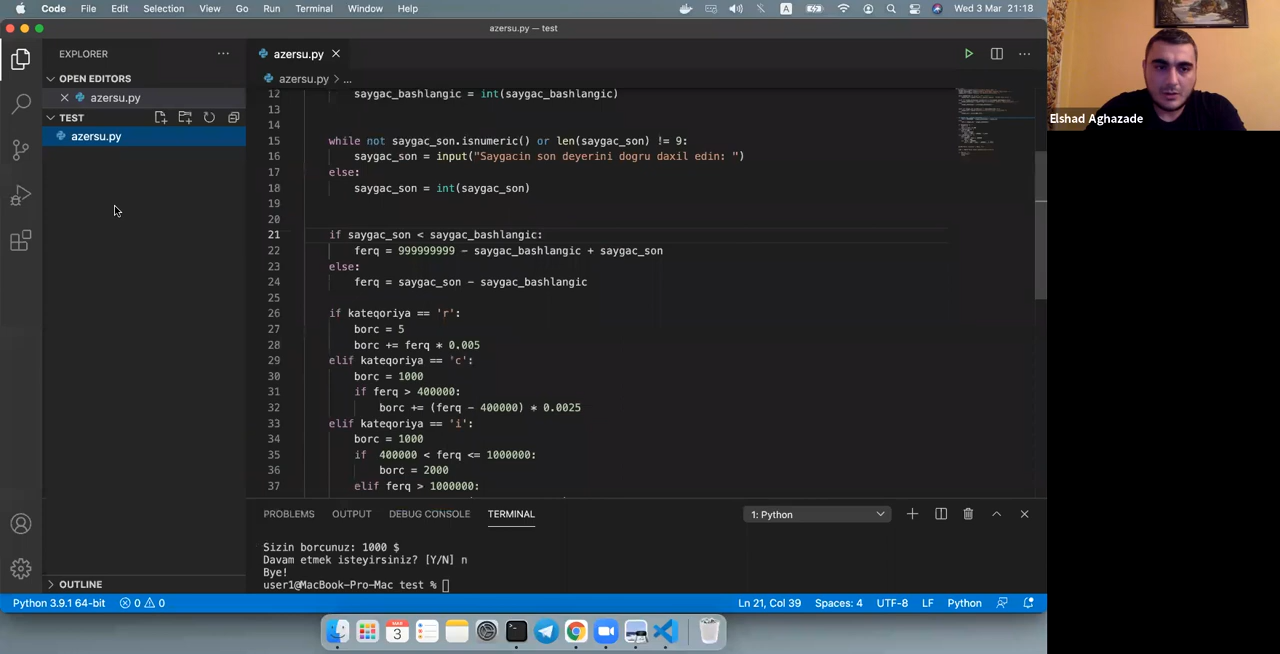 Code File Edit Selection View Go Run Terminal Window Help A Wed 3 Mar 21:18
azersu.py — test
EXPLORER
OPEN EDITORS
azersu.py
TEST
azersu.py
OUTLINE
azersu.py
azersu.py > ...
12 saygac_bashlangic = int(saygac_bashlangic)
13
14
15 while not saygac_son.isnumeric() or len(saygac_son) != 9:
16 saygac_son = input("Saygacin son deyerini dogru daxil edin: ")
17 else:
18 saygac_son = int(saygac_son)
19
20
21 if saygac_son < saygac_bashlangic:
22 ferq = 999999999 - saygac_bashlangic + saygac_son
23 else:
24 ferq = saygac_son - saygac_bashlangic
25
26 if kateqoriya == 'r':
27 borc = 5
28 borc += ferq * 0.005
29 elif kateqoriya == 'c':
30 borc = 1000
31 if ferq > 400000:
32 borc += (ferq - 400000) * 0.0025
33 elif kateqoriya == 'i':
34 borc = 1000
35 if 400000 < ferq <= 1000000:
36 borc = 2000
37 elif ferq > 1000000:
PROBLEMS OUTPUT DEBUG CONSOLE TERMINAL 1: Python
Sizin borcunuz: 1000 $
Davam etmek isteyirsiniz? [Y/N] n
Bye!
user1@MacBook-Pro-Mac test %
Python 3.9.1 64-bit 0 0 Ln 21, Col 39 Spaces: 4 UTF-8 LF Python
MAR
3
Elshad Aghazade